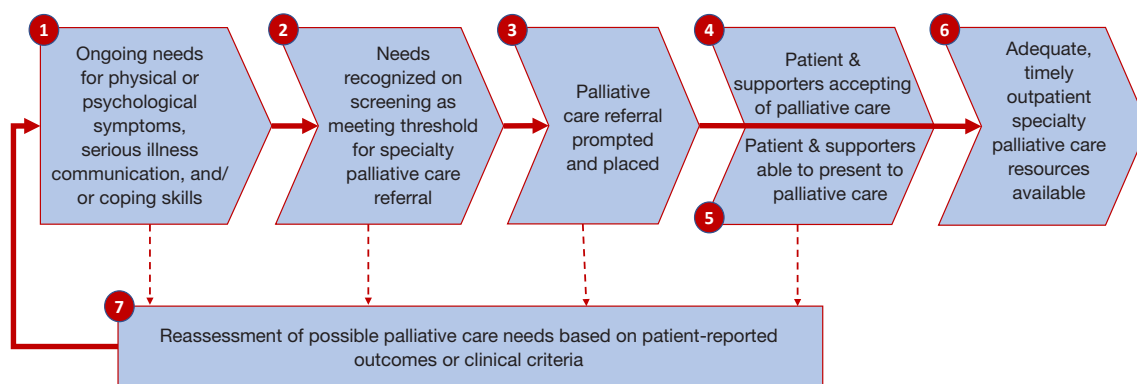 1
Ongoing needs
for physical or
psychological
symptoms,
serious illness
communication, and/
or coping skills
2
Needs
recognized on
screening as
meeting threshold
for specialty
palliative care
referral
3
Palliative
care referral
prompted
and placed
4
Patient &
supporters accepting
of palliative care
Patient & supporters
able to present to
palliative care
5
6
Adequate,
timely
outpatient
specialty
palliative care
resources
available
7
Reassessment of possible palliative care needs based on patient-reported
outcomes or clinical criteria